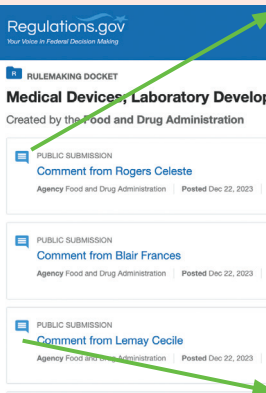 Regulations.gov
Your Voice in Federal Decision Making
R RULEMAKING DOCKET
Medical Devices; Laboratory Develop
Created by the Food and Drug Administration
PUBLIC SUBMISSION
Comment from Rogers Celeste
Agency Food and Drug Administration Posted Dec 22, 2023
PUBLIC SUBMISSION
Comment from Blair Frances
Agency Food and Drug Administration Posted Dec 22, 2023
PUBLIC SUBMISSION
Comment from Lemay Cecile
Agency Food and Drug Administration Posted Dec 22, 2023